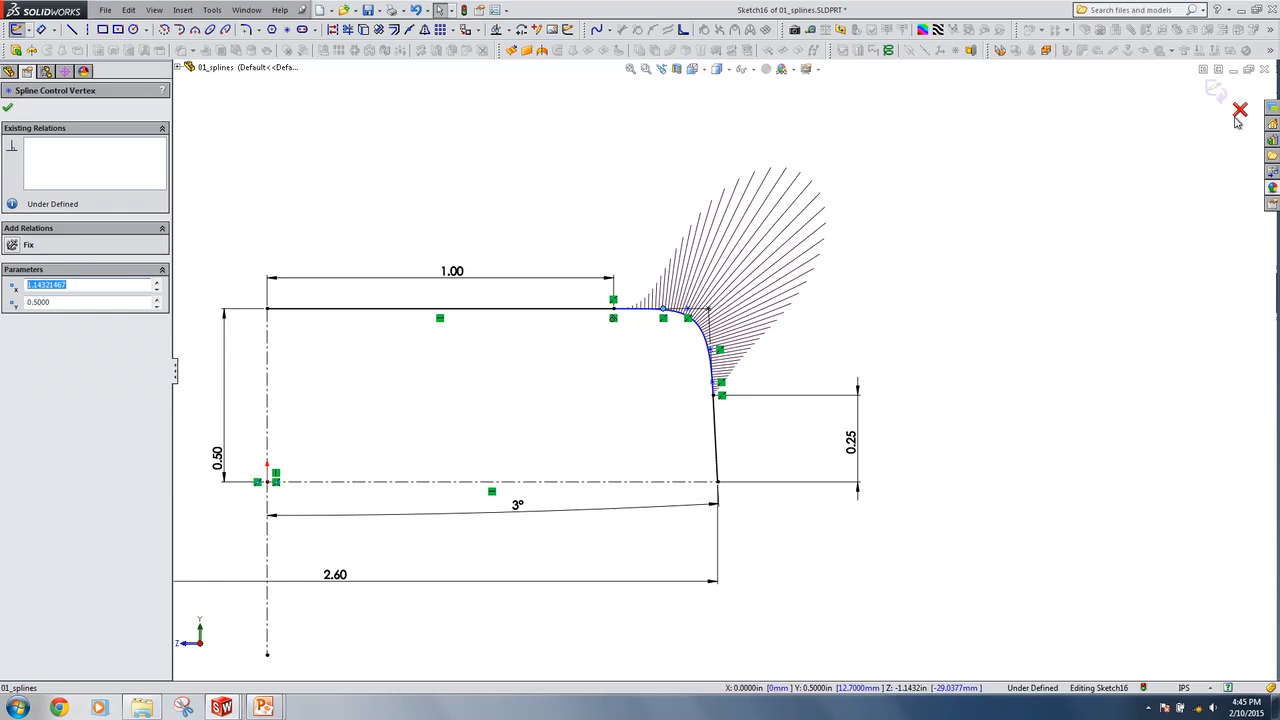 SOLIDWORKS
File Edit View Insert Tools Window Help
Sketch16 of 01_splines.SLDPRT *
Search files and models
01_splines (Default<<Defa...
Spline Control Vertex
?
Existing Relations
Under Defined
Add Relations
Fix
Parameters
1.14321467
0.5000
1.00
0.50
0.25
3°
2.60
Y
Z
01_splines
X: 0.0000in [0mm] Y: 0.5000in [12.7000mm] Z: -1.1432in [-29.0377mm]
Under Defined
Editing Sketch16
IPS
4:45 PM
2/10/2015